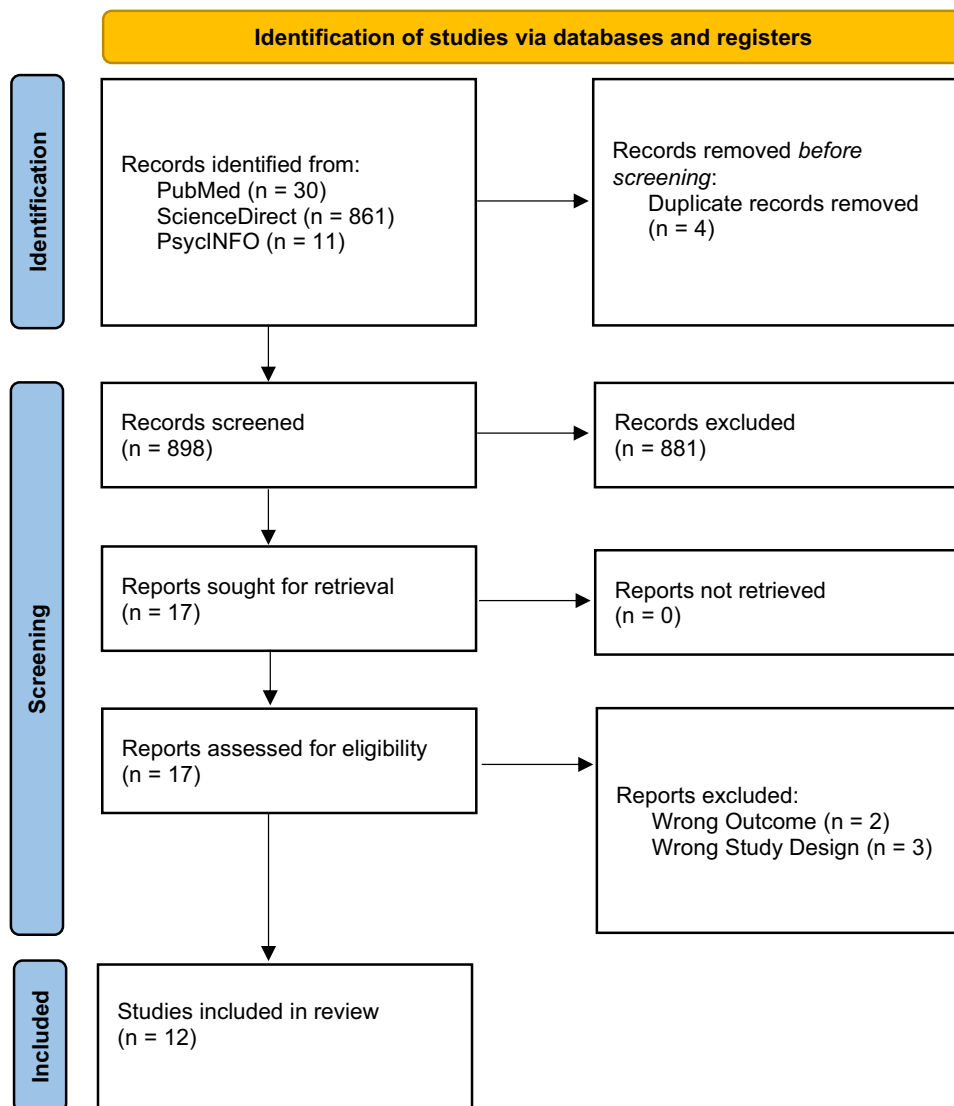 Identification of studies via databases and registers
Identification
Records identified from:
PubMed (n = 30)
ScienceDirect (n = 861)
PsycINFO (n = 11)
Records removed before
screening:
Duplicate records removed
(n = 4)
Screening
Records screened
(n = 898)
Records excluded
(n = 881)
Reports sought for retrieval
(n = 17)
Reports not retrieved
(n = 0)
Reports assessed for eligibility
(n = 17)
Reports excluded:
Wrong Outcome (n = 2)
Wrong Study Design (n = 3)
Included
Studies included in review
(n = 12)